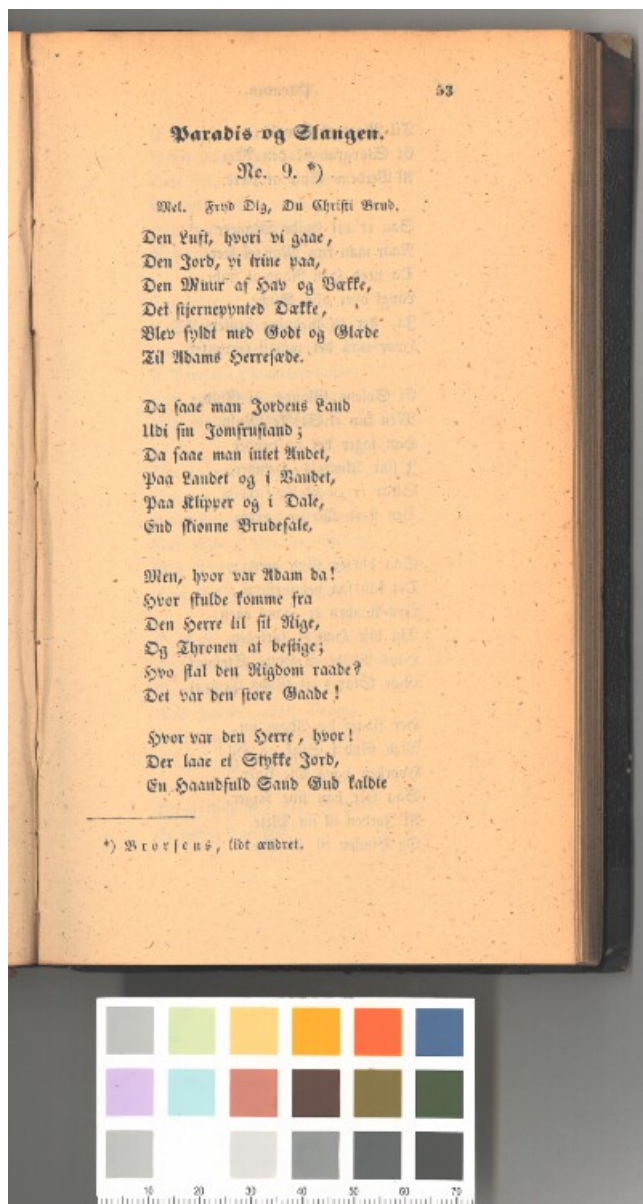 53
Paradis og Slangen.
No. 9. *)
Mel. Fryd Dig, Du Christi Brud.
Den Luft, hvori vi gaae,
Den Jord, vi trine paa,
Den Muur af Hav og Bække,
Det stjernepynted Dække,
Blev fyldt med Godt og Glæde
Til Adams Herresæde.
Da saae man Jordens Land
Udi sin Jomfrustand;
Da saae man intet Andet,
Paa Landet og i Vandet,
Paa Klipper og i Dale,
End skiønne Brudesale,
Men, hvor var Adam da!
Hvor skulde komme fra
Den Herre til sit Rige,
Og Thronen at bestige;
Hvo skal den Rigdom raade?
Det var den store Gaade!
Hvor var den Herre, hvor!
Der laae et Stykke Jord,
En Haandfuld Sand Gud kaldte
*) Brorsens, lidt ændret.
10 20 30 40 50 60 70